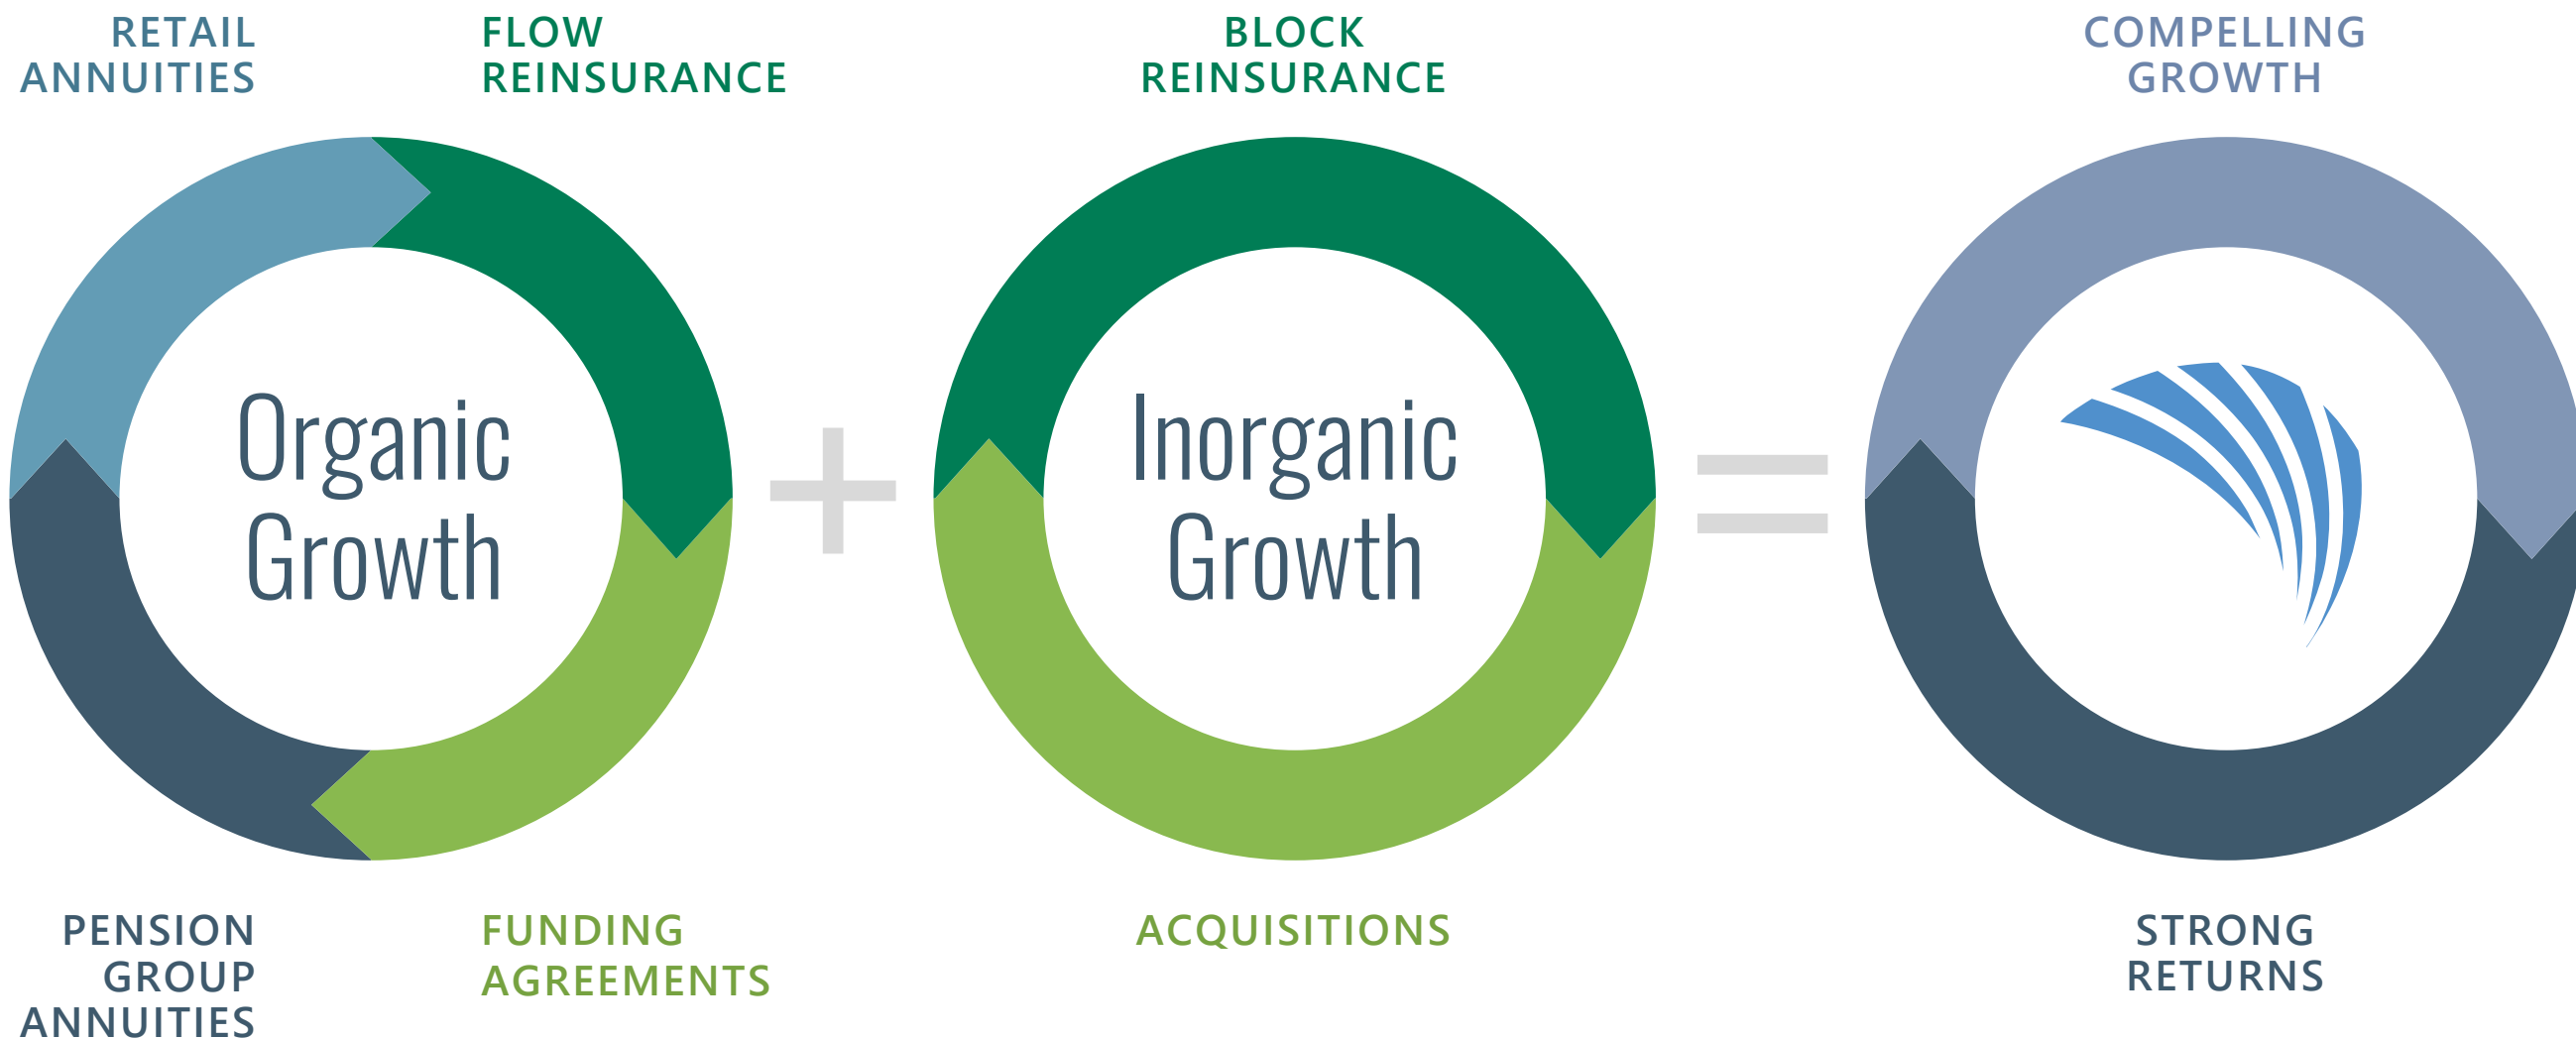 RETAIL
ANNUITIES
FLOW
REINSURANCE
BLOCK
REINSURANCE
COMPELLING
GROWTH
Organic
Growth
+
Inorganic
Growth
=
PENSION
GROUP
ANNUITIES
FUNDING
AGREEMENTS
ACQUISITIONS
STRONG
RETURNS